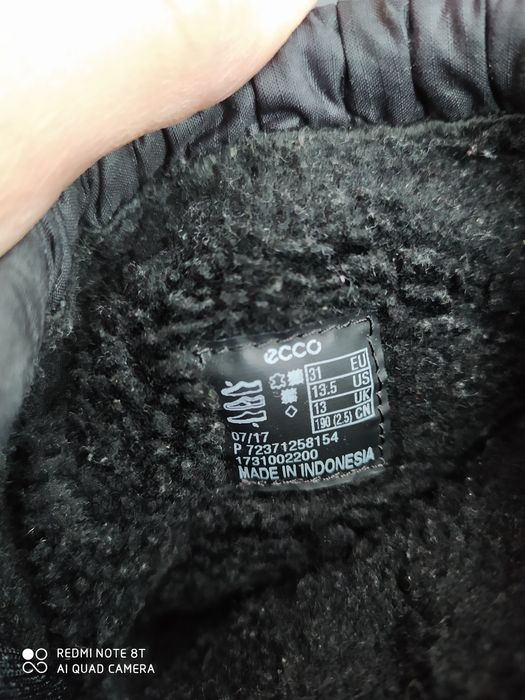 ecco
31 EU
13.5 US
13 UK
190 (2.5) CN
07/17
P 72371258154
1731002200
MADE IN INDONESIA
REDMI NOTE 8T
AI QUAD CAMERA